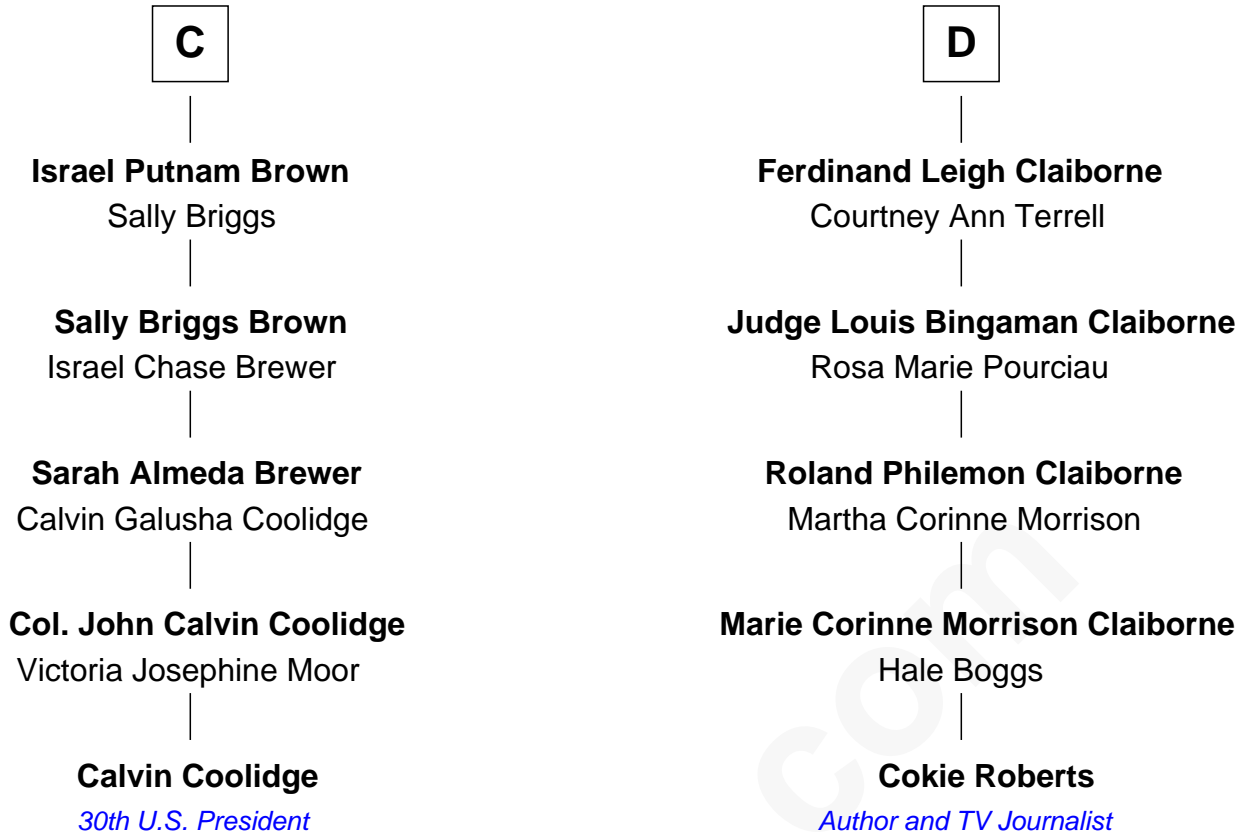 C
Israel Putnam Brown
Sally Briggs
Sally Briggs Brown
Israel Chase Brewer
Sarah Almeda Brewer
Calvin Galusha Coolidge
Col. John Calvin Coolidge
Victoria Josephine Moor
Calvin Coolidge
30th U.S. President
D
Ferdinand Leigh Claiborne
Courtney Ann Terrell
Judge Louis Bingaman Claiborne
Rosa Marie Pourciau
Roland Philemon Claiborne
Martha Corinne Morrison
Marie Corinne Morrison Claiborne
Hale Boggs
Cokie Roberts
Author and TV Journalist
com